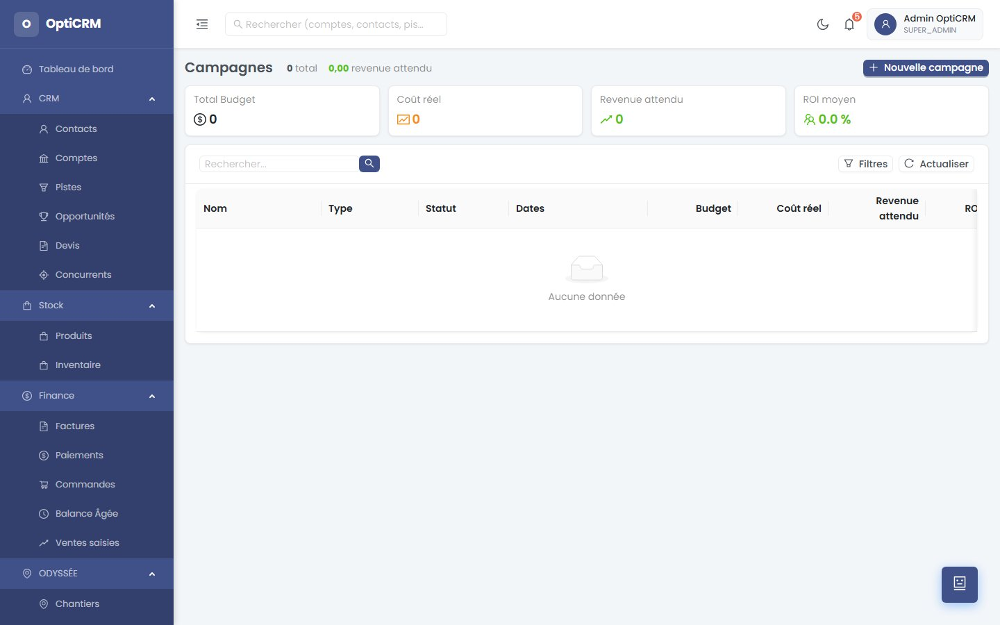 O OptiCRM
Tableau de bord
CRM
Contacts
Comptes
Pistes
Opportunités
Devis
Concurrents
Stock
Produits
Inventaire
Finance
Factures
Paiements
Commandes
Balance Âgée
Ventes saisies
ODYSSÉE
Chantiers
Rechercher (comptes, contacts, pis...
5
Admin OptiCRM
SUPER_ADMIN
Campagnes 0 total 0,00 revenue attendu
Nouvelle campagne
Total Budget
0
Coût réel
0
Revenue attendu
0
ROI moyen
0.0 %
Rechercher...
Filtres
Actualiser
Nom Type Statut Dates Budget Coût réel Revenue attendu RO
Aucune donnée